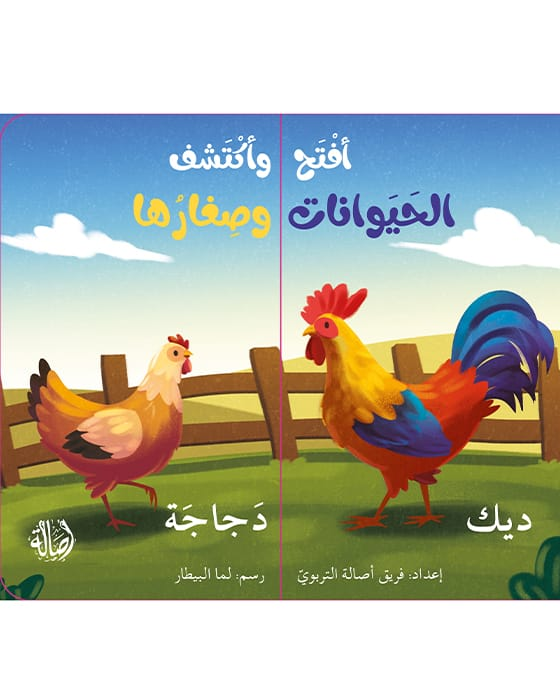 أفْتَح وأكْتَشف
الحَيَوانات وصِغارُها
ديك
دَجاجَة
أصالة
إعداد: فريق أصالة التربويّ
رسم: لما البيطار